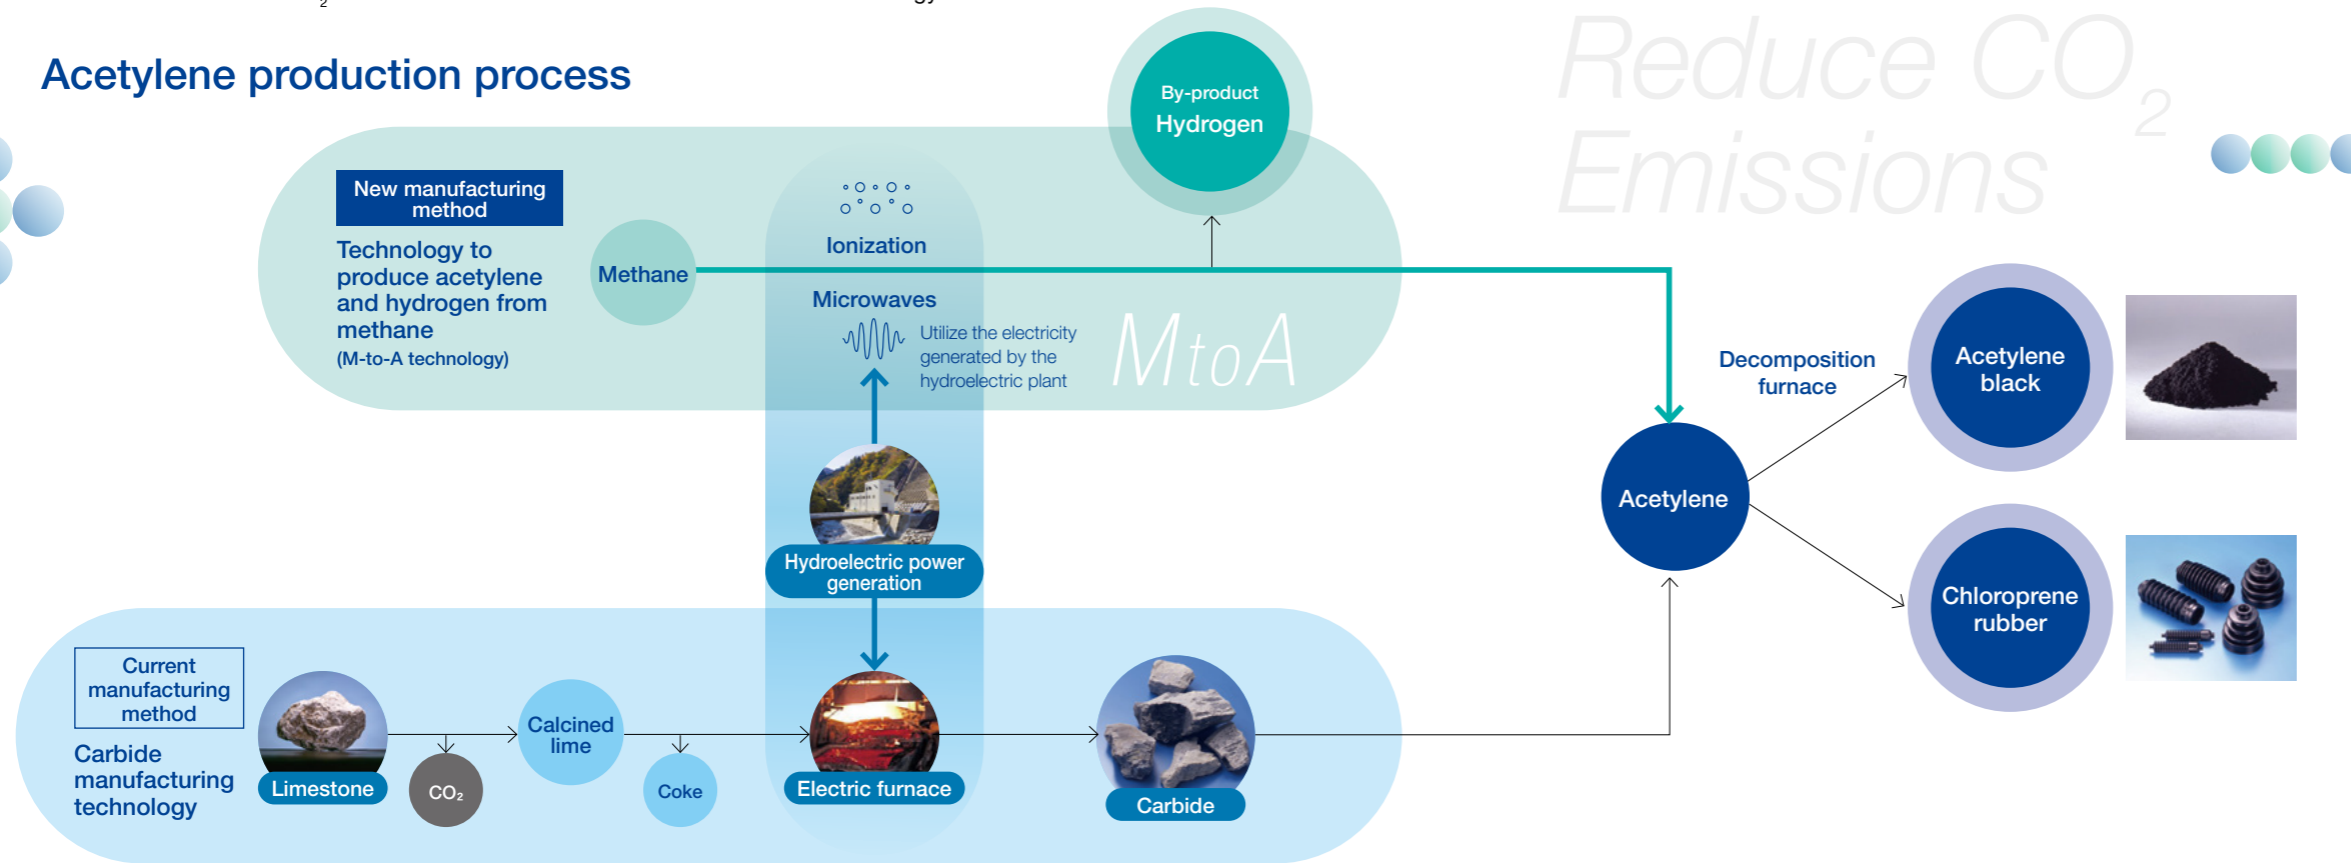 2
gy
Acetylene production process
Reduce CO2
Emissions
By-product
Hydrogen
New manufacturing
method
Technology to
produce acetylene
and hydrogen from
methane
(M-to-A technology)
Methane
Ionization
Microwaves
Utilize the electricity
generated by the
hydroelectric plant
MtoA
Decomposition
furnace
Acetylene
black
Acetylene
Chloroprene
rubber
Hydroelectric power
generation
Current
manufacturing
method
Carbide
manufacturing
technology
Limestone
CO₂
Calcined
lime
Coke
Electric furnace
Carbide